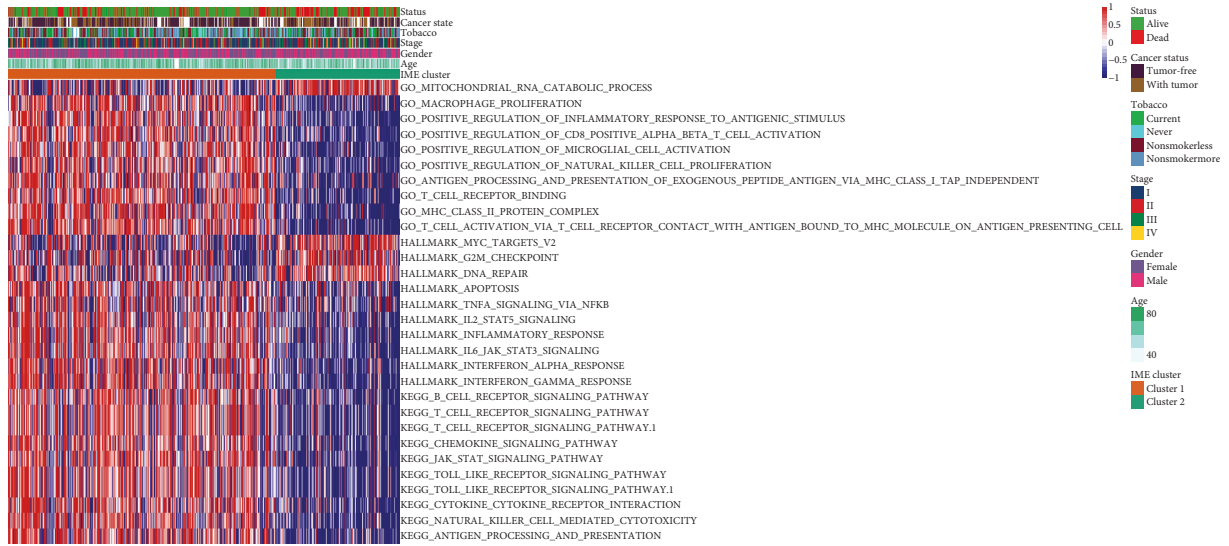 Status
Cancer state
Tobacco
Stage
Gender
Age
IME cluster
GO_MITOCHONDRIAL_RNA_CATABOLIC_PROCESS
GO_MACROPHAGE_PROLIFERATION
GO_POSITIVE_REGULATION_OF_INFLAMMATORY_RESPONSE_TO_ANTIGENIC_STIMULUS
GO_POSITIVE_REGULATION_OF_CD8_POSITIVE_ALPHA_BETA_T_CELL_ACTIVATION
GO_POSITIVE_REGULATION_OF_MICROGLIAL_CELL_ACTIVATION
GO_POSITIVE_REGULATION_OF_NATURAL_KILLER_CELL_PROLIFERATION
GO_ANTIGEN_PROCESSING_AND_PRESENTATION_OF_EXOGENOUS_PEPTIDE_ANTIGEN_VIA_MHC_CLASS_I_TAP_INDEPENDENT
GO_T_CELL_RECEPTOR_BINDING
GO_MHC_CLASS_II_PROTEIN_COMPLEX
GO_T_CELL_ACTIVATION_VIA_T_CELL_RECEPTOR_CONTACT_WITH_ANTIGEN_BOUND_TO_MHC_MOLECULE_ON_ANTIGEN_PRESENTING_CELL
HALLMARK_MYC_TARGETS_V2
HALLMARK_G2M_CHECKPOINT
HALLMARK_DNA_REPAIR
HALLMARK_APOPTOSIS
HALLMARK_TNFA_SIGNALING_VIA_NFKB
HALLMARK_IL2_STAT5_SIGNALING
HALLMARK_INFLAMMATORY_RESPONSE
HALLMARK_IL6_JAK_STAT3_SIGNALING
HALLMARK_INTERFERON_ALPHA_RESPONSE
HALLMARK_INTERFERON_GAMMA_RESPONSE
KEGG_B_CELL_RECEPTOR_SIGNALING_PATHWAY
KEGG_T_CELL_RECEPTOR_SIGNALING_PATHWAY
KEGG_T_CELL_RECEPTOR_SIGNALING_PATHWAY.1
KEGG_CHEMOKINE_SIGNALING_PATHWAY
KEGG_JAK_STAT_SIGNALING_PATHWAY
KEGG_TOLL_LIKE_RECEPTOR_SIGNALING_PATHWAY
KEGG_TOLL_LIKE_RECEPTOR_SIGNALING_PATHWAY.1
KEGG_CYTOKINE_CYTOKINE_RECEPTOR_INTERACTION
KEGG_NATURAL_KILLER_CELL_MEDIATED_CYTOTOXICITY
KEGG_ANTIGEN_PROCESSING_AND_PRESENTATION
1
0.5
0
−0.5
−1
Status
Alive
Dead
Cancer status
Tumor-free
With tumor
Tobacco
Current
Never
Nonsmokerless
Nonsmokermore
Stage
I
II
III
IV
Gender
Female
Male
Age
80
40
IME cluster
Cluster 1
Cluster 2